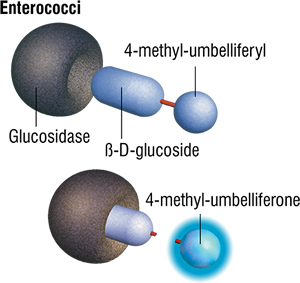 Enterococci
4-methyl-umbelliferyl
Glucosidase
ß-D-glucoside
4-methyl-umbelliferone